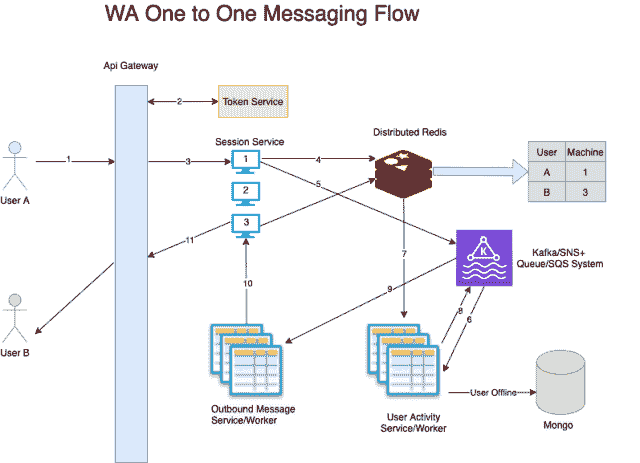 WA One to One Messaging Flow
Api Gateway
2
Token Service
Distributed Redis
Session Service
1
3
1
4
User
Machine
A
1
B
3
User A
2
5
3
11
Kafka/SNS+
Queue/SQS System
K
7
10
9
8
6
User B
Outbound Message
Service/Worker
User Activity
Service/Worker
User Offline
Mongo